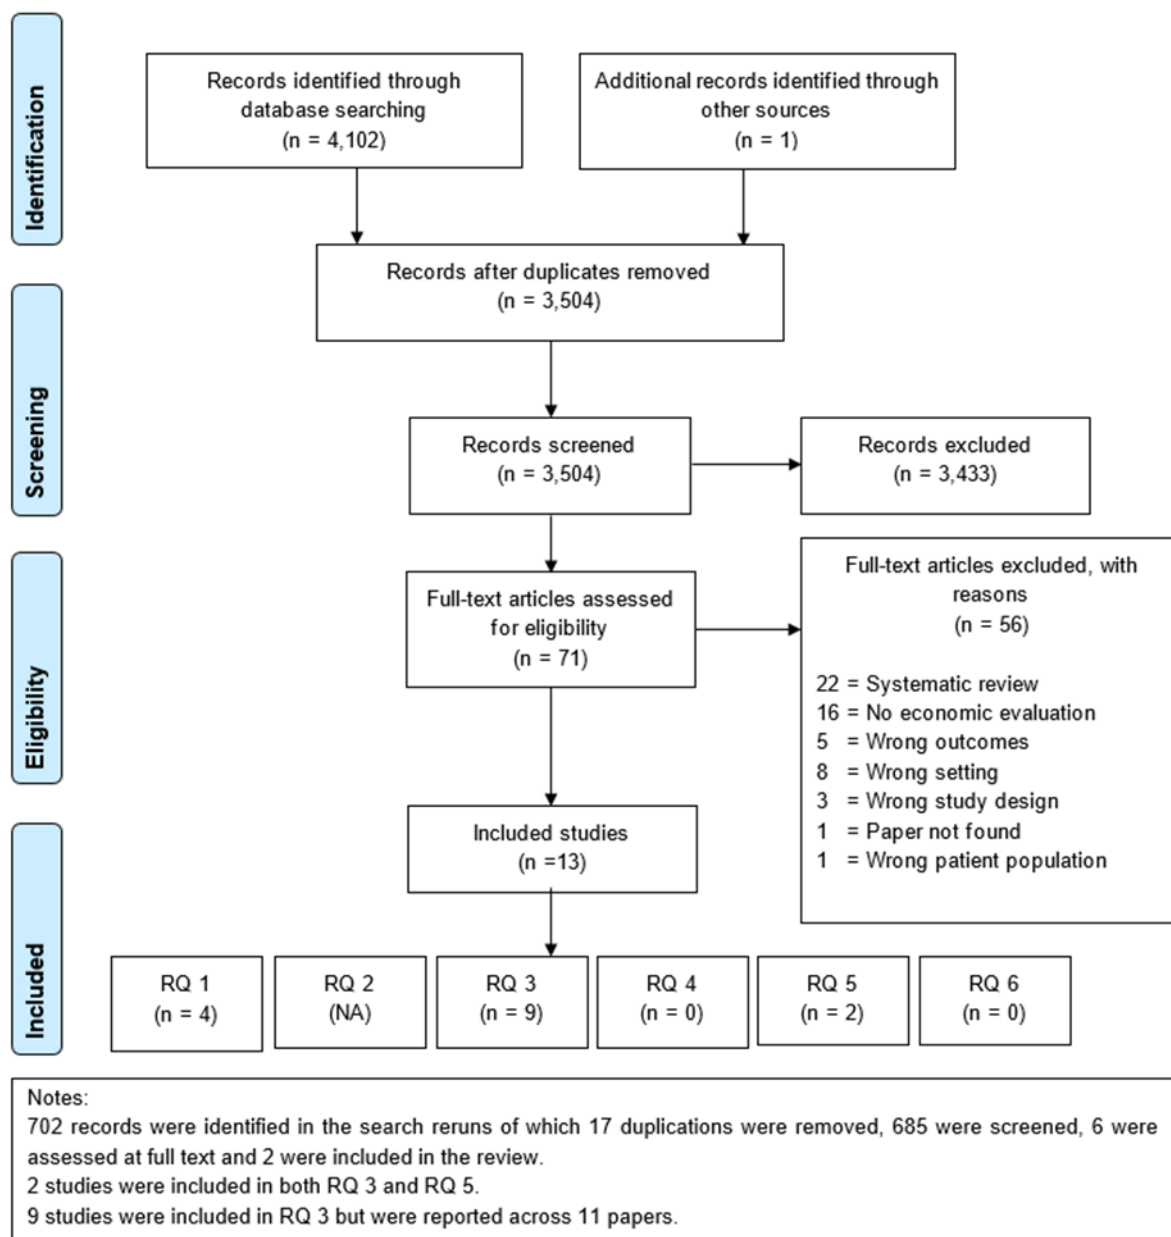 Identification
Records identified through
database searching
(n = 4,102)
Additional records identified through
other sources
(n = 1)
Records after duplicates removed
(n = 3,504)
Screening
Records screened
(n = 3,504)
Records excluded
(n = 3,433)
Eligibility
Full-text articles assessed
for eligibility
(n = 71)
Full-text articles excluded, with
reasons
(n = 56)
22 = Systematic review
16 = No economic evaluation
5 = Wrong outcomes
8 = Wrong setting
3 = Wrong study design
1 = Paper not found
1 = Wrong patient population
Included
Included studies
(n =13)
RQ 1
(n = 4)
RQ 2
(NA)
RQ 3
(n = 9)
RQ 4
(n = 0)
RQ 5
(n = 2)
RQ 6
(n = 0)
Notes:
702 records were identified in the search reruns of which 17 duplications were removed, 685 were screened, 6 were
assessed at full text and 2 were included in the review.
2 studies were included in both RQ 3 and RQ 5.
9 studies were included in RQ 3 but were reported across 11 papers.